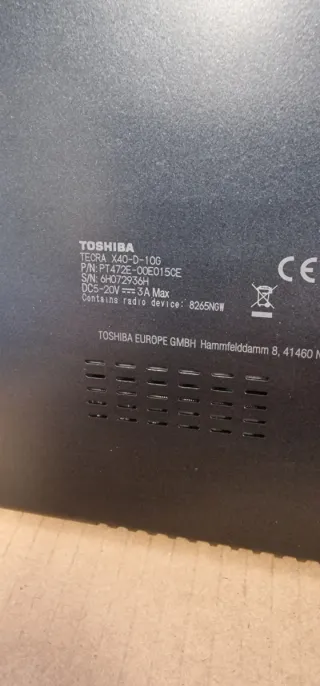 TOSHIBA
TECRA X40-D-10G
P/N: PT472E-00E015CE
S/N: 6H072936H
DC5-20V ⎓ 3A Max
Contains radio device: 8265NGW
CE
TOSHIBA EUROPE GMBH Hammfelddamm 8, 41460 N